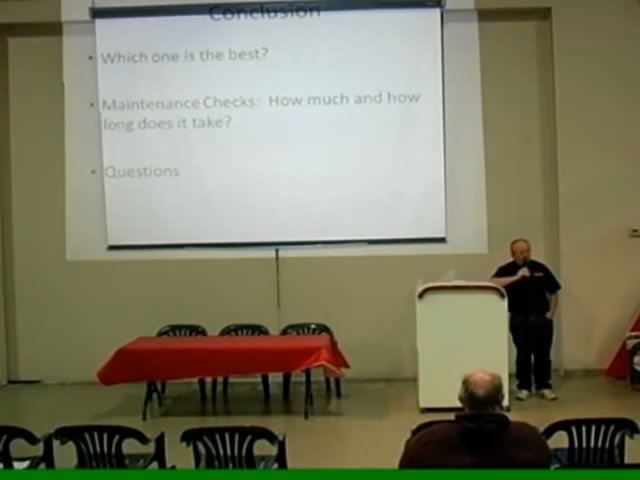 Conclusion
• Which one is the best?
• Maintenance Checks: How much and how
long does it take?
• Questions